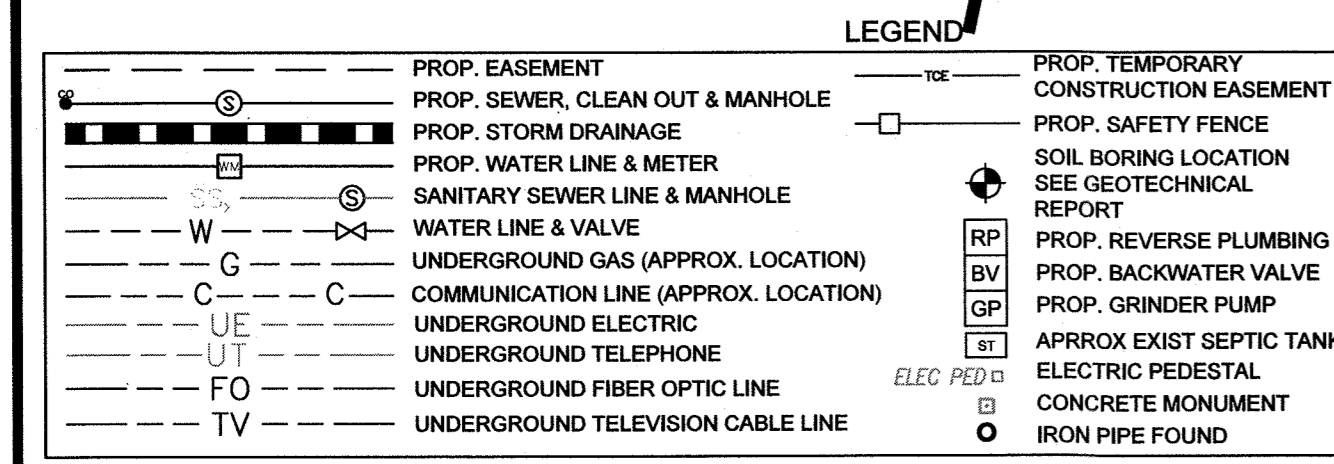 LEGEND
PROP. EASEMENT
CO S PROP. SEWER, CLEAN OUT & MANHOLE
PROP. STORM DRAINAGE
WM PROP. WATER LINE & METER
SS S SANITARY SEWER LINE & MANHOLE
W WATER LINE & VALVE
G UNDERGROUND GAS (APPROX. LOCATION)
C C COMMUNICATION LINE (APPROX. LOCATION)
UE UNDERGROUND ELECTRIC
UT UNDERGROUND TELEPHONE
FO UNDERGROUND FIBER OPTIC LINE
TV UNDERGROUND TELEVISION CABLE LINE
TCE PROP. TEMPORARY
CONSTRUCTION EASEMENT
PROP. SAFETY FENCE
SOIL BORING LOCATION
SEE GEOTECHNICAL
REPORT
RP PROP. REVERSE PLUMBING
BV PROP. BACKWATER VALVE
GP PROP. GRINDER PUMP
ST APRROX EXIST SEPTIC TANK
ELEC PED ELECTRIC PEDESTAL
CONCRETE MONUMENT
IRON PIPE FOUND